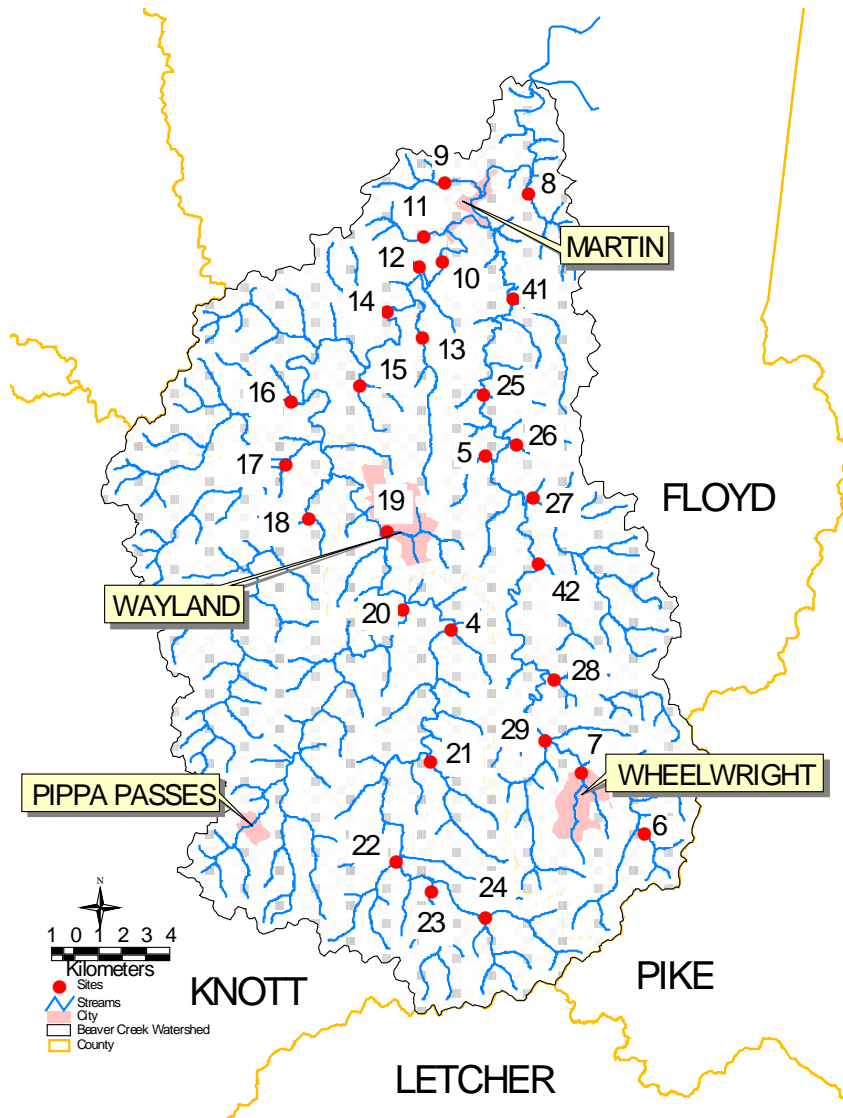 9
8
11
MARTIN
12
10
41
14
13
15
16
25
26
5
17
FLOYD
19
27
18
WAYLAND
42
20
4
28
29
7
21
WHEELWRIGHT
PIPPA PASSES
6
22
24
23
N
1 0 1 2 3 4
Kilometers
Sites
Streams
City
Beaver Creek Watershed
County
KNOTT
PIKE
LETCHER